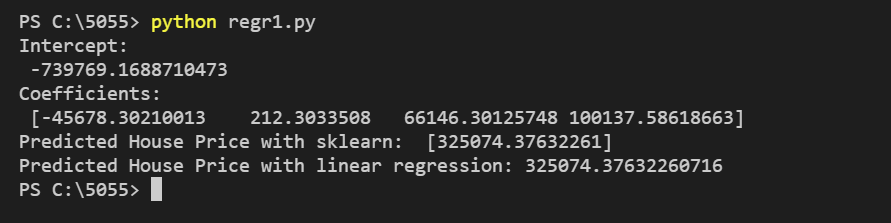 PS C:\5055> python regr1.py
Intercept:
 -739769.1688710473
Coefficients:
 [-45678.30210013    212.3033508   66146.30125748 100137.58618663]
Predicted House Price with sklearn:  [325074.37632261]
Predicted House Price with linear regression: 325074.37632260716
PS C:\5055>